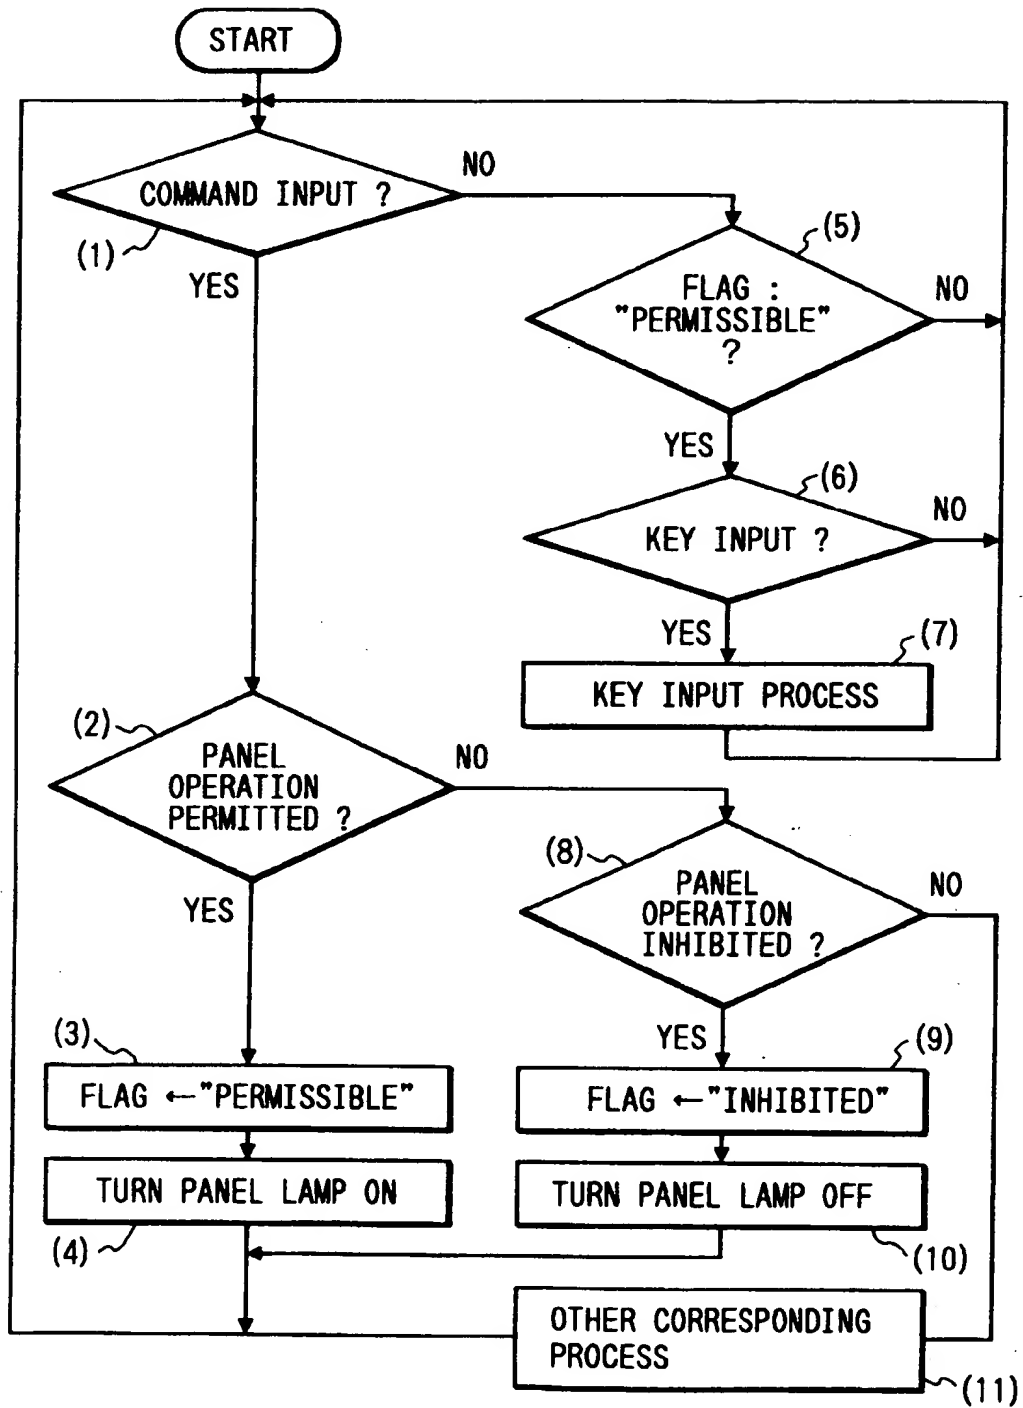 START
COMMAND INPUT ?
NO
(1)
YES
(5)
FLAG :
"PERMISSIBLE"
?
NO
YES
(6)
KEY INPUT ?
NO
YES
(7)
KEY INPUT PROCESS
(2)
PANEL
OPERATION
PERMITTED ?
NO
YES
(8)
PANEL
OPERATION
INHIBITED ?
NO
YES
(3)
FLAG ←"PERMISSIBLE"
(9)
FLAG ←"INHIBITED"
TURN PANEL LAMP ON
(4)
TURN PANEL LAMP OFF
(10)
OTHER CORRESPONDING
PROCESS
(11)